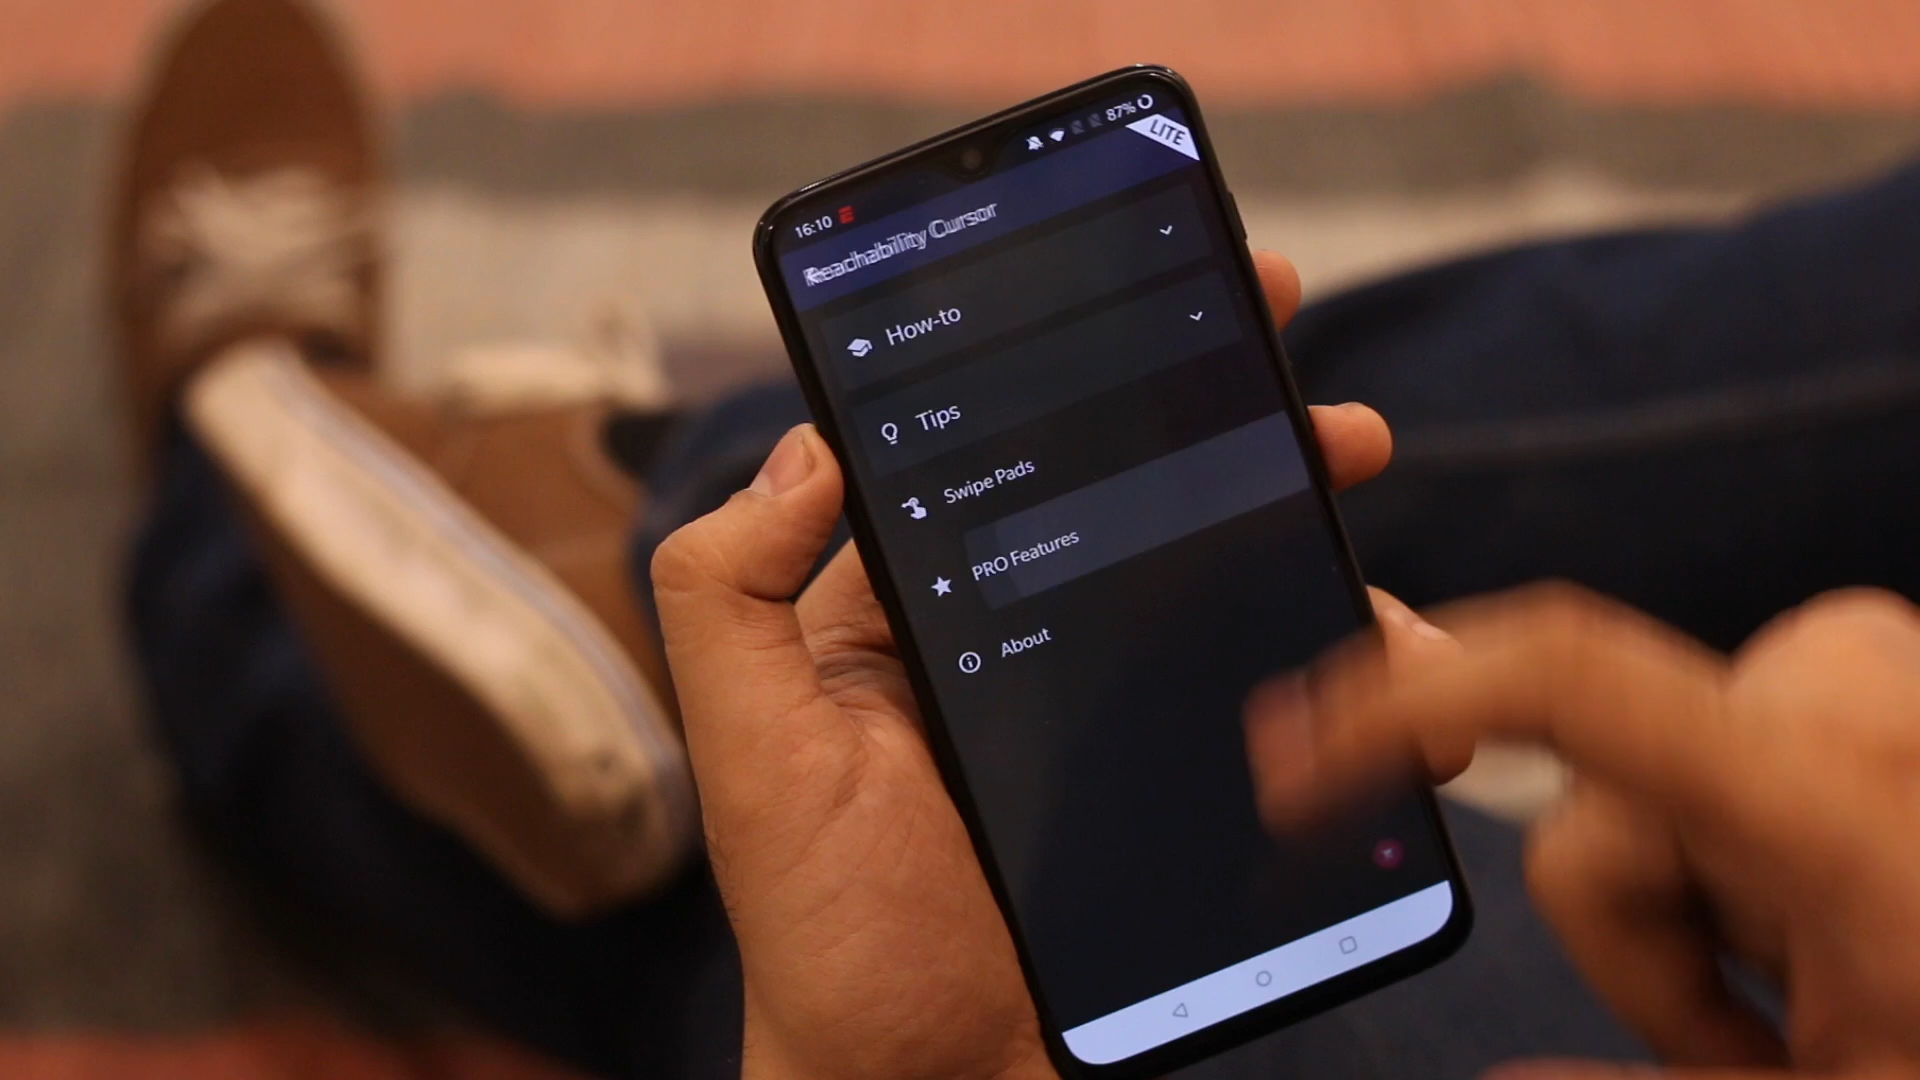 16:10
87%
LITE
Reachability Cursor
How-to
Tips
Swipe Pads
PRO Features
About